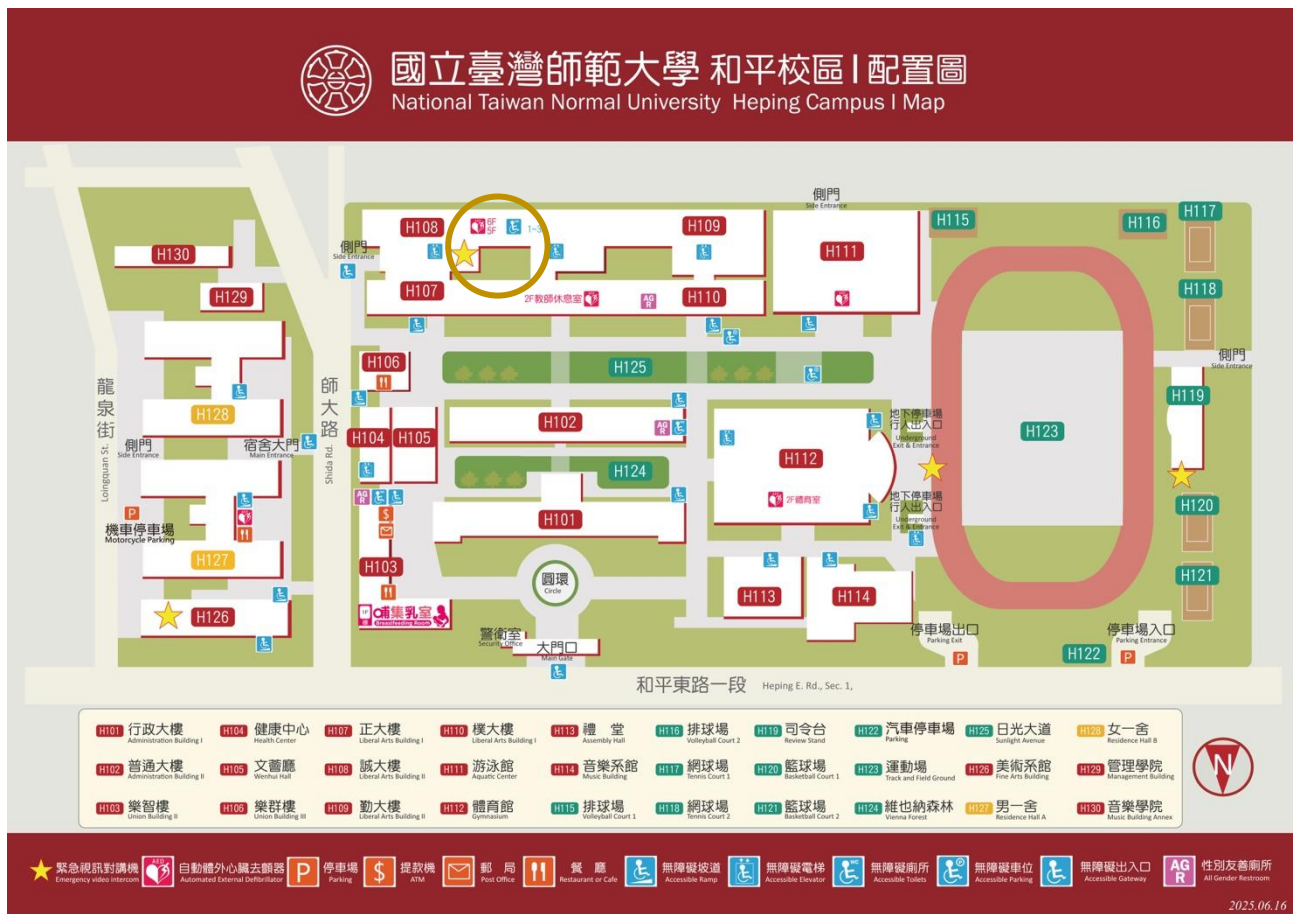 國立臺灣師範大學 和平校區 I 配置圖
National Taiwan Normal University Heping Campus I Map
側門
Side Entrance
H115
H116
H117
H108
6F
5F
1~3
H109
H130
側門
Side Entrance
H111
H129
H107
2F教師休息室
AG
R
H110
H118
側門
Side Entrance
H106
H125
龍泉街
Loingquan St.
師大路
Shida Rd.
H119
H128
H102
AG
R
地下停車場
行人出入口
Underground
Exit & Entrance
側門
Side Entrance
宿舍大門
Main Entrance
H104
H105
H123
H112
H124
AG
R
2F體育室
地下停車場
行人出入口
Underground
Exit & Entrance
P
機車停車場
Motorcycle Parking
$
H101
H120
H127
H103
圓環
Circle
H121
H113
H114
H126
哺集乳室
Breastfeeding Room
警衛室
Security Office
大門口
Main Gate
停車場出口
Parking Exit
P
H122
停車場入口
Parking Entrance
P
和平東路一段 Heping E. Rd., Sec. 1,
H101 行政大樓 H104 健康中心 H107 正大樓 H110 樸大樓 H113 禮 堂 H116 排球場 H119 司令台 H122 汽車停車場 H125 日光大道 H128 女一舍
Administration Building I Health Center Liberal Arts Building I Liberal Arts Building I Assembly Hall Volleyball Court 2 Review Stand Parking Sunlight Avenue Residence Hall B
H102 普通大樓 H105 文薈廳 H108 誠大樓 H111 游泳館 H114 音樂系館 H117 網球場 H120 籃球場 H123 運動場 H126 美術系館 H129 管理學院
Administration Building II Wenhui Hall Liberal Arts Building II Aquatic Center Music Building Tennis Court 1 Basketball Court 1 Track and Field Ground Fine Arts Building Management Building
H103 樂智樓 H106 樂群樓 H109 勤大樓 H112 體育館 H115 排球場 H118 網球場 H121 籃球場 H124 維也納森林 H127 男一舍 H130 音樂學院
Union Building II Union Building III Liberal Arts Building II Gymnasium Volleyball Court 1 Tennis Court 2 Basketball Court 2 Vienna Forest Residence Hall A Music Building Annex
N
緊急視訊對講機 AED 自動體外心臟去顫器 P 停車場 $ 提款機 郵 局 餐 廳 無障礙坡道 無障礙電梯 無障礙廁所 無障礙車位 無障礙出入口 AG R 性別友善廁所
Emergency video intercom Automated External Defibrillator Parking ATM Post Office Restaurant or Cafe Accessible Ramp Accessible Elevator Accessible Toilets Accessible Parking Accessible Gateway All Gender Restroom
2025.06.16